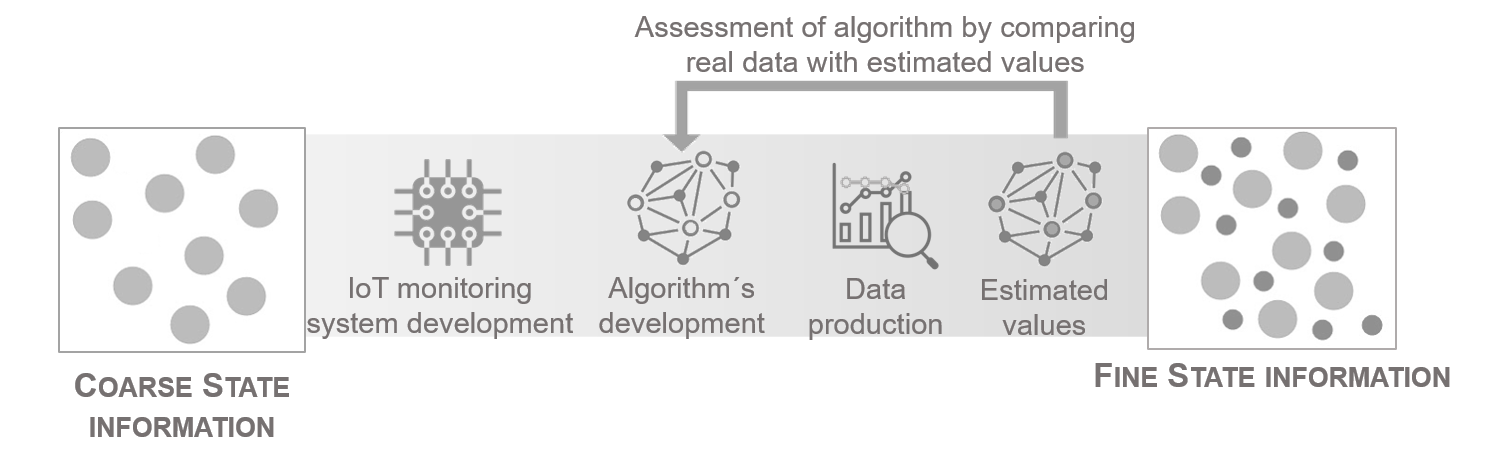 Assessment of algorithm by comparing
real data with estimated values
IoT monitoring
system development
Algorithm´s
development
Data
production
Estimated
values
COARSE STATE
INFORMATION
FINE STATE INFORMATION